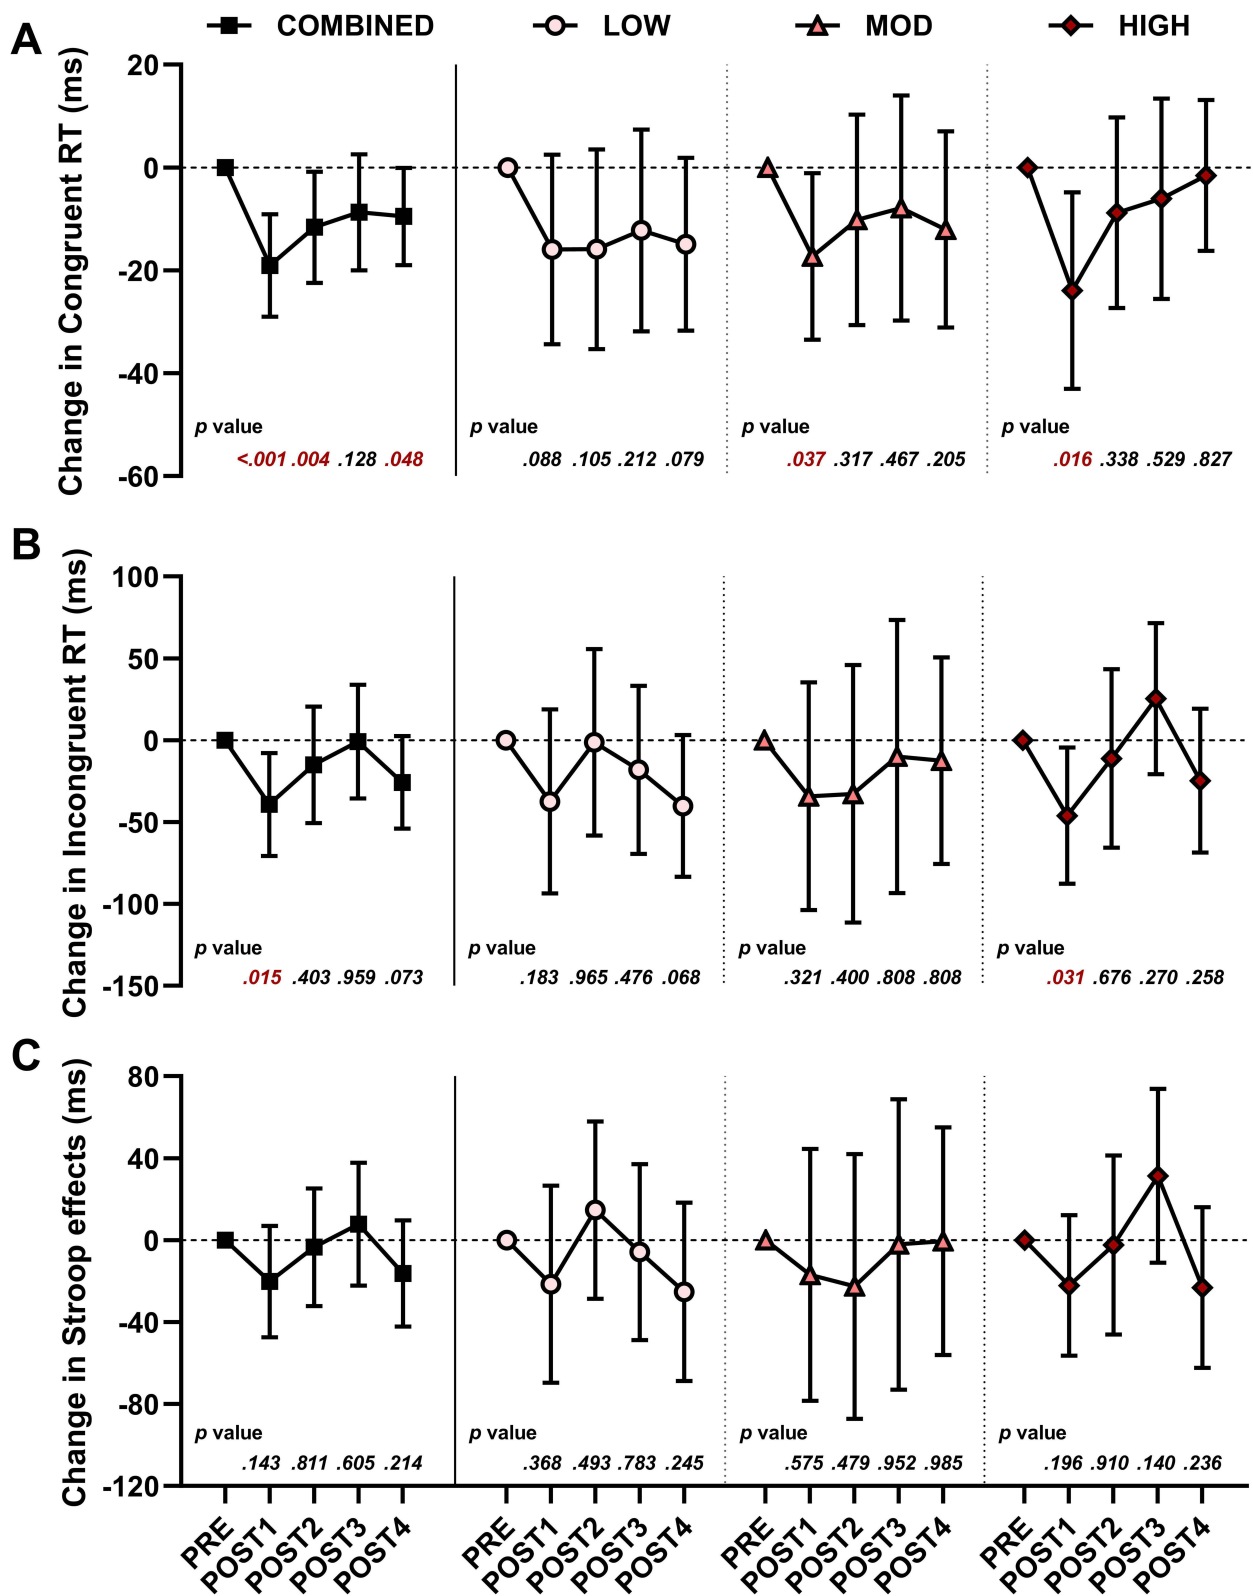 A
COMBINED LOW MOD HIGH
Change in Congruent RT (ms)
20
0
-20
-40
-60
p value p value p value p value
<.001 .004 .128 .048 .088 .105 .212 .079 .037 .317 .467 .205 .016 .338 .529 .827
B
Change in Incongruent RT (ms)
100
50
0
-50
-100
-150
p value p value p value p value
.015 .403 .959 .073 .183 .965 .476 .068 .321 .400 .808 .808 .031 .676 .270 .258
C
Change in Stroop effects (ms)
80
40
0
-40
-80
-120
p value p value p value p value
.143 .811 .605 .214 .368 .493 .783 .245 .575 .479 .952 .985 .196 .910 .140 .236
PRE POST1 POST2 POST3 POST4 PRE POST1 POST2 POST3 POST4 PRE POST1 POST2 POST3 POST4 PRE POST1 POST2 POST3 POST4